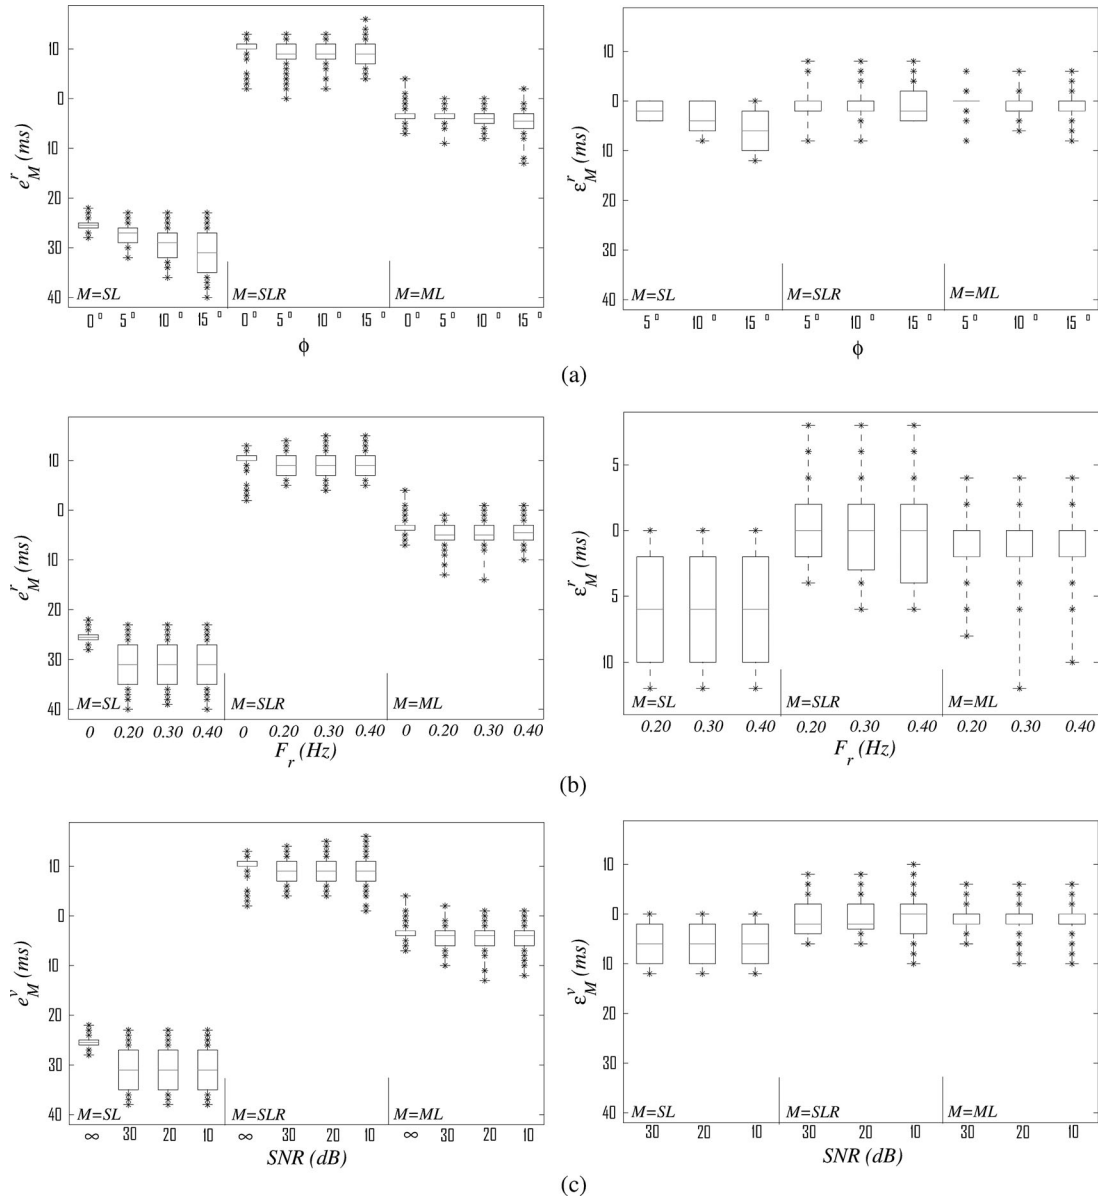 10
0
10
20
30
40
e^r_M (ms)
M=SL M=SLR M=ML
0° 5° 10° 15° 0° 5° 10° 15° 0° 5° 10° 15°
ϕ
10
0
10
20
30
40
ε^r_M (ms)
M=SL M=SLR M=ML
5° 10° 15° 5° 10° 15° 5° 10° 15°
ϕ
(a)
10
0
10
20
30
40
e^r_M (ms)
M=SL M=SLR M=ML
0 0.20 0.30 0.40 0 0.20 0.30 0.40 0 0.20 0.30 0.40
F_r (Hz)
5
0
5
10
ε^r_M (ms)
M=SL M=SLR M=ML
0.20 0.30 0.40 0.20 0.30 0.40 0.20 0.30 0.40
F_r (Hz)
(b)
10
0
10
20
30
40
e^v_M (ms)
M=SL M=SLR M=ML
∞ 30 20 10 ∞ 30 20 10 ∞ 30 20 10
SNR (dB)
10
0
10
20
30
40
ε^v_M (ms)
M=SL M=SLR M=ML
30 20 10 30 20 10 30 20 10
SNR (dB)
(c)